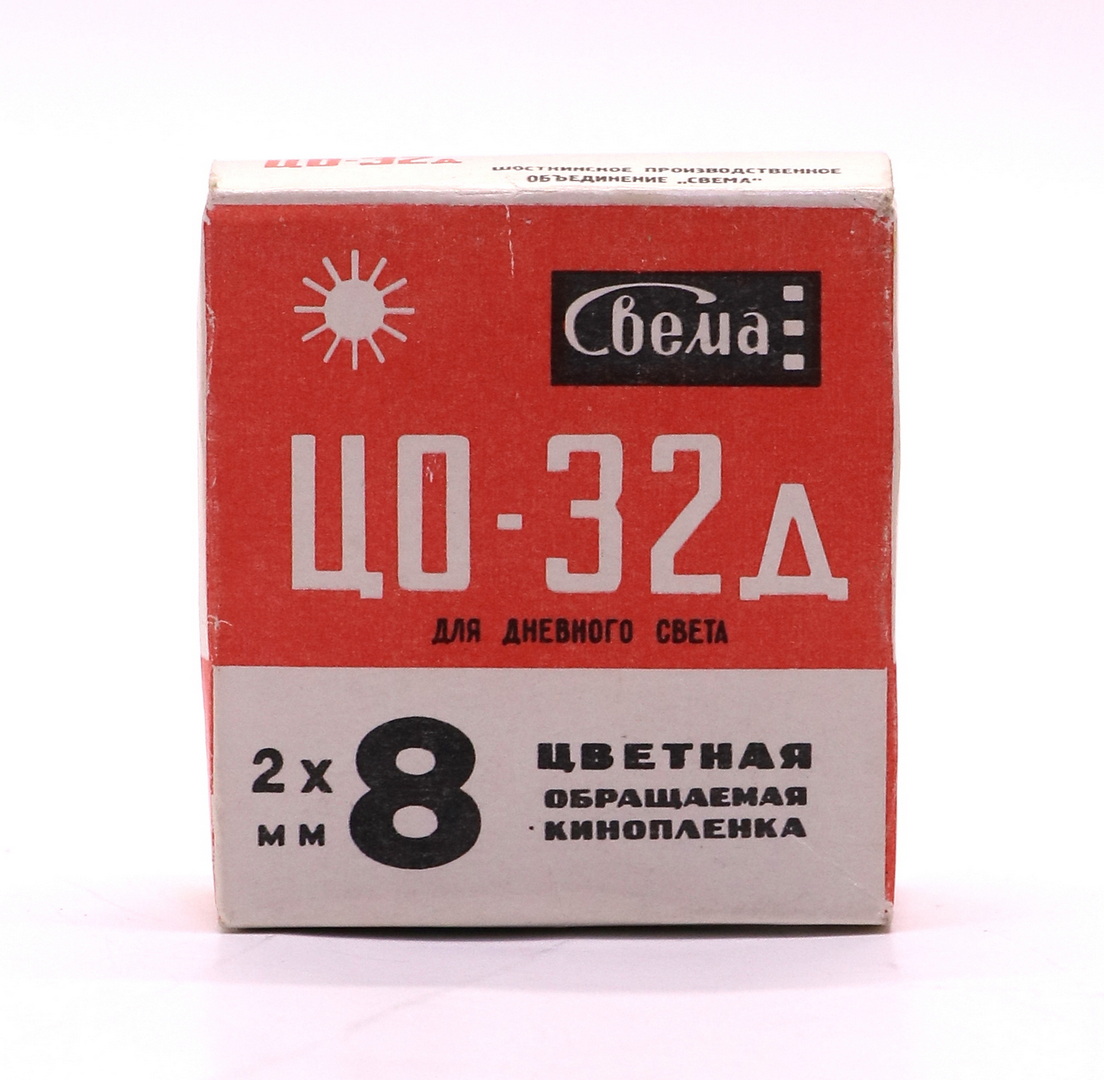 ЦО-32Д
ШОСТКИНСКОЕ ПРОИЗВОДСТВЕННОЕ
ОБЪЕДИНЕНИЕ „СВЕМА"
Свема
ЦО-32Д
ДЛЯ ДНЕВНОГО СВЕТА
2 х 8
мм
ЦВЕТНАЯ
ОБРАЩАЕМАЯ
КИНОПЛЕНКА